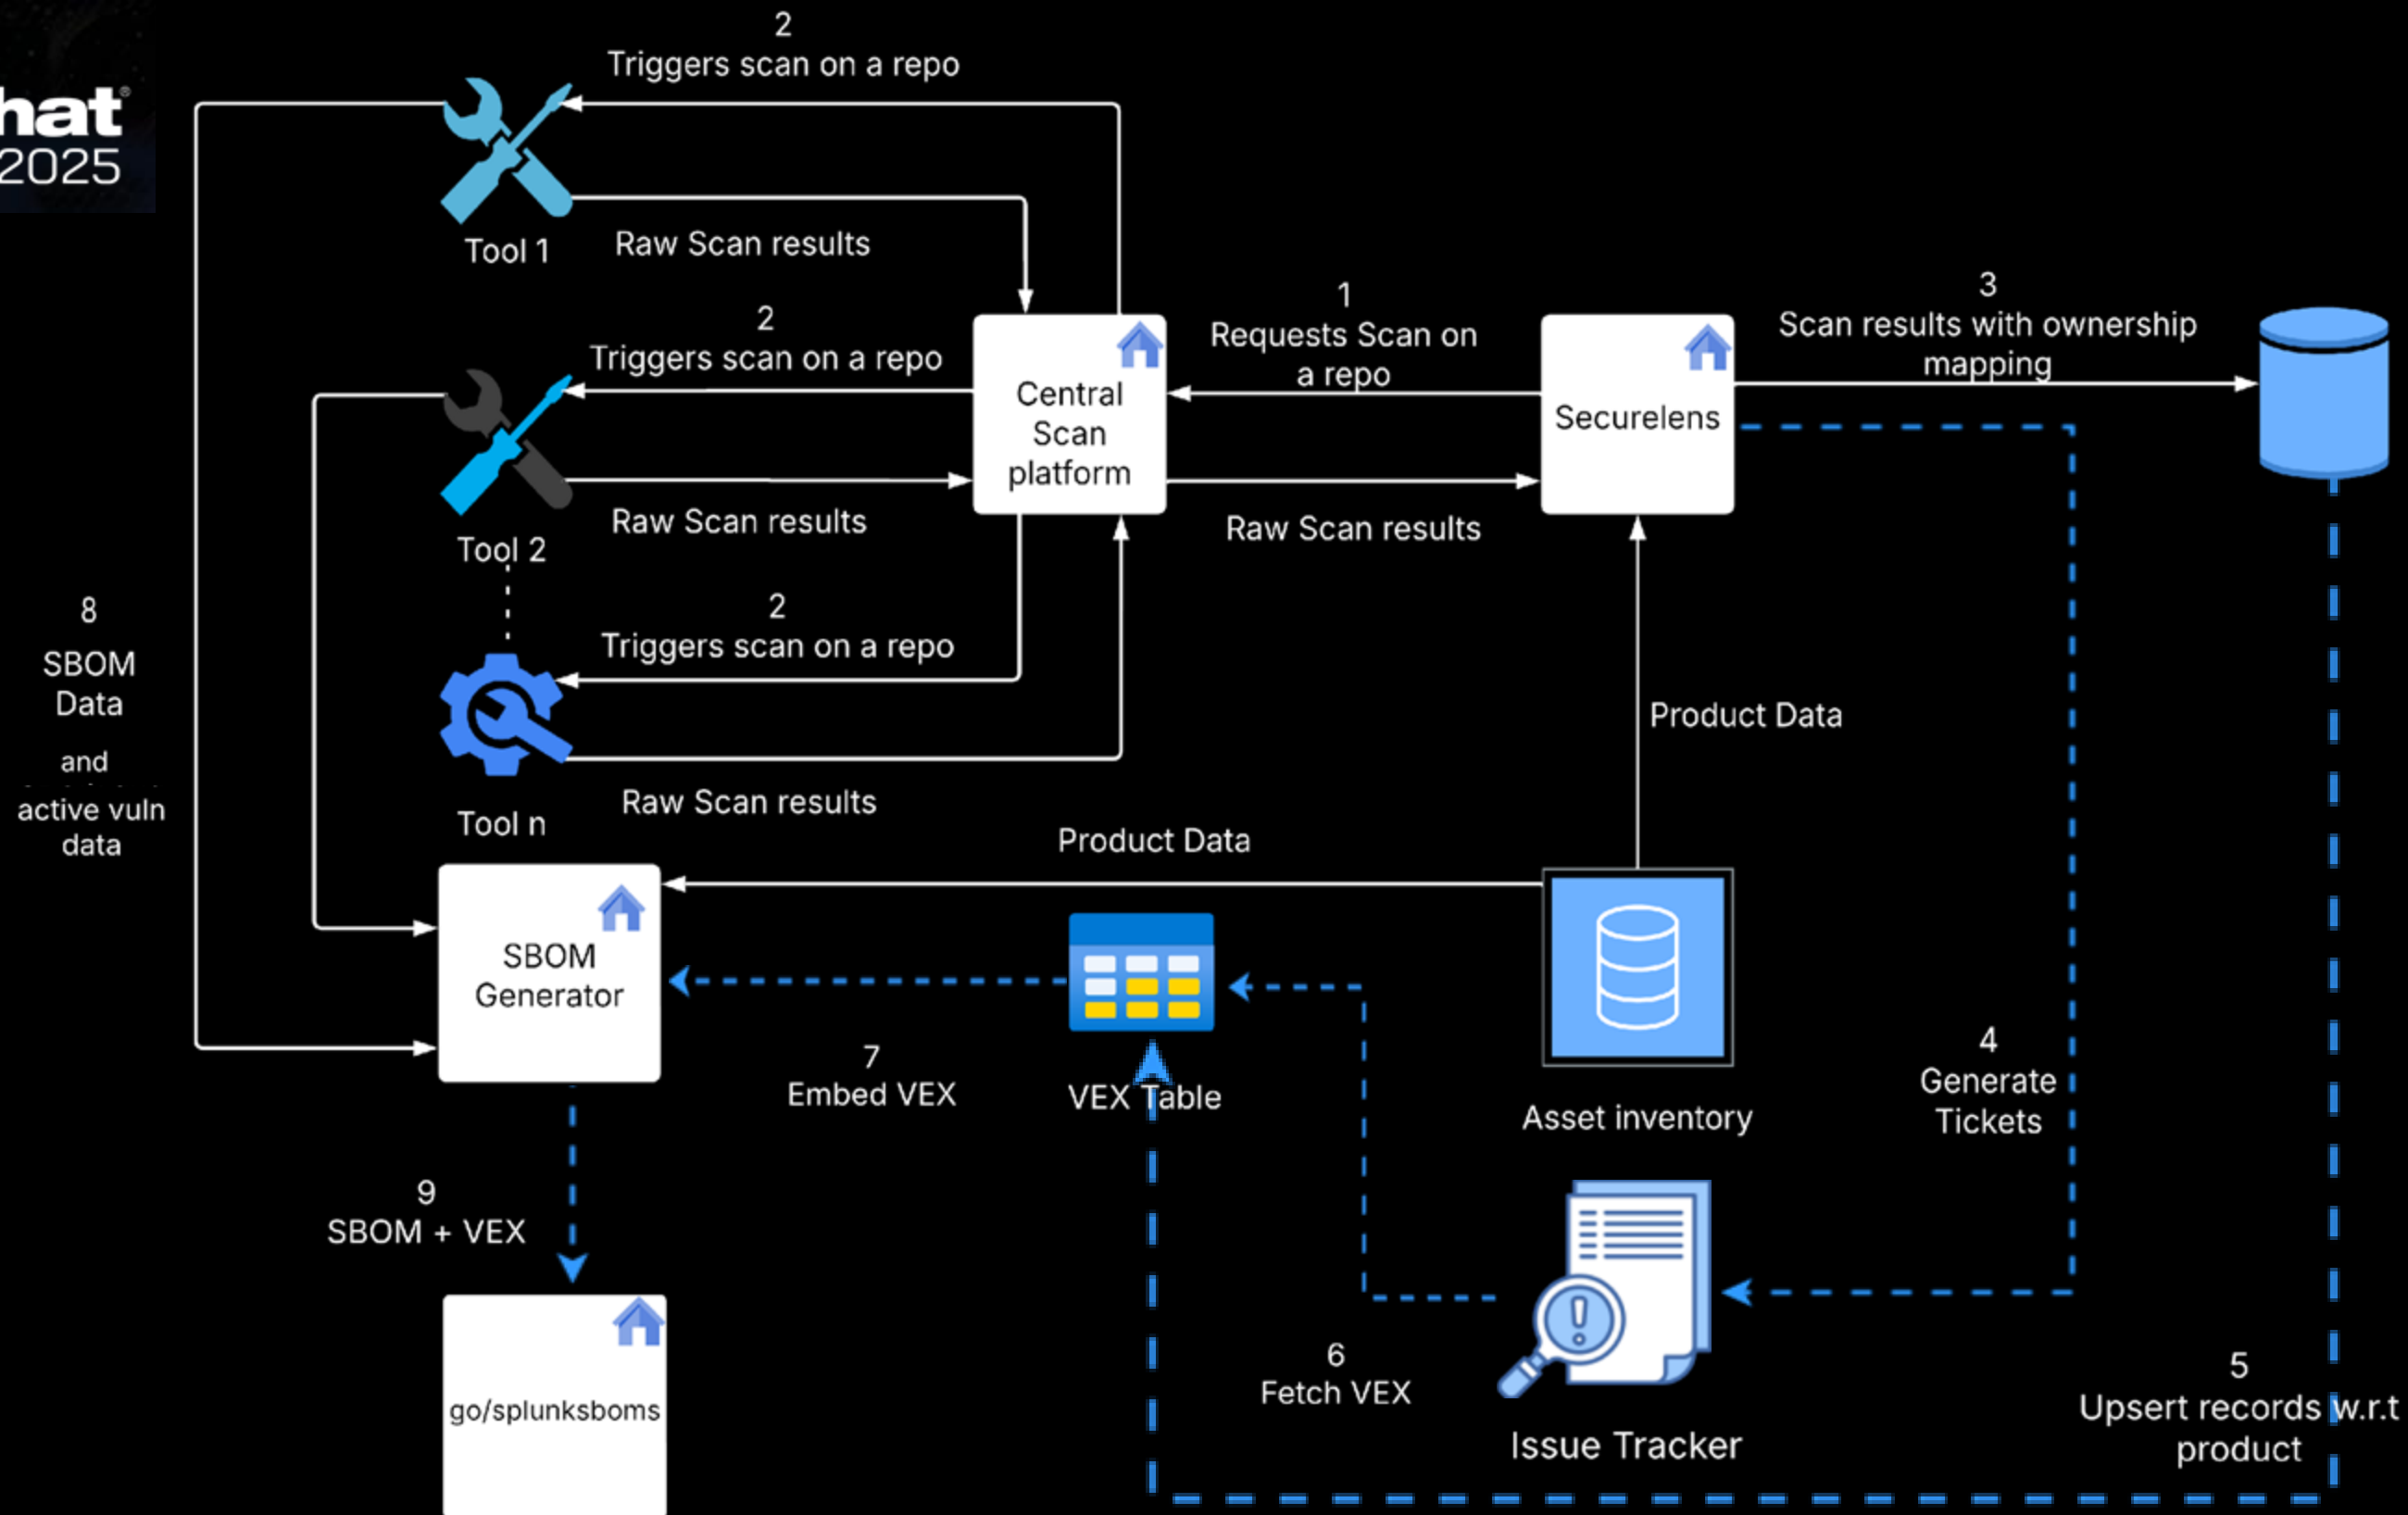 hat®
2025
2
Triggers scan on a repo
Tool 1
Raw Scan results
2
Triggers scan on a repo
Raw Scan results
Tool 2
Central
Scan
platform
1
Requests Scan on
a repo
Raw Scan results
Securelens
3
Scan results with ownership
mapping
2
Triggers scan on a repo
Raw Scan results
Tool n
8
SBOM
Data
and
active vuln
data
Product Data
Product Data
SBOM
Generator
7
Embed VEX
VEX Table
Asset inventory
4
Generate
Tickets
9
SBOM + VEX
go/splunksboms
6
Fetch VEX
Issue Tracker
5
Upsert records w.r.t
product